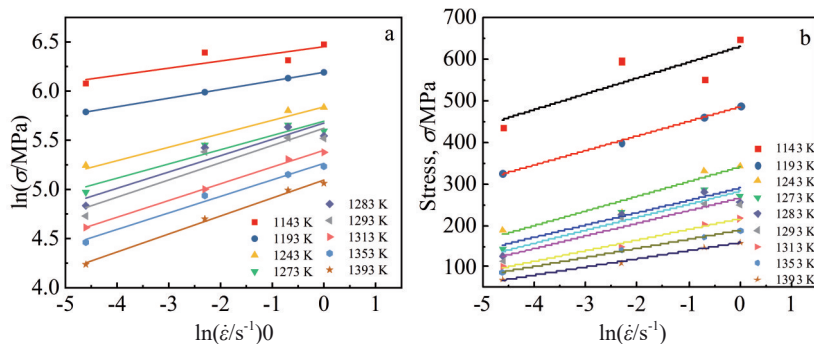 a
ln(σ/MPa)
6.5
6.0
5.5
5.0
4.5
4.0
-5
-4
-3
-2
-1
0
1
ln(ε̇/s⁻¹)0
1143 K
1193 K
1243 K
1273 K
1283 K
1293 K
1313 K
1353 K
1393 K
b
Stress, σ/MPa
700
600
500
400
300
200
100
-5
-4
-3
-2
-1
0
1
ln(ε̇/s⁻¹)
1143 K
1193 K
1243 K
1273 K
1283 K
1293 K
1313 K
1353 K
1393 K